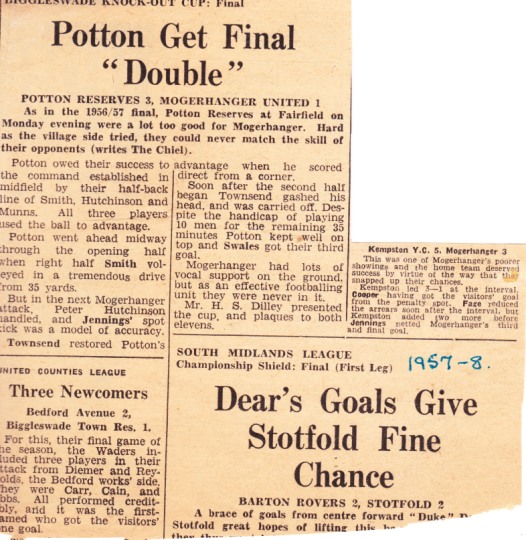 BIGGLESWADE KNOCK-OUT CUP: Final
Potton Get Final
“Double”
POTTON RESERVES 3, MOGERHANGER UNITED 1
As in the 1956/57 final, Potton Reserves at Fairfield on
Monday evening were a lot too good for Mogerhanger. Hard
as the village side tried, they could never match the skill of
their opponents (writes The Chiel).
Potton owed their success to
the command established in
midfield by their half-back
line of Smith, Hutchinson and
Munns. All three players
used the ball to advantage.
Potton went ahead midway
through the opening half
when right half Smith vol-
eyed in a tremendous drive
from 35 yards.
But in the next Mogerhanger
attack, Peter Hutchinson
handled, and Jennings' spot
kick was a model of accuracy.
Townsend restored Potton's
advantage when he scored
direct from a corner.
Soon after the second half
began Townsend gashed his
head, and was carried off. Des-
pite the handicap of playing
10 men for the remaining 35
minutes Potton kept well on
top and Swales got their third
goal.
Mogerhanger had lots of
vocal support on the ground,
but as an effective footballing
unit they were never in it.
Mr. H. S. Dilley presented
the cup, and plaques to both
elevens.
Kempston Y.C. 5, Mogerhanger 3
This was one of Mogerhanger's poorer
showings and the home team deserved
success by virtue of the way that they
snapped up their chances.
Kempston led 3—1 at the interval,
Cooper having got the visitors' goal
from the penalty spot. Faze reduced
the arrears soon after the interval, but
Kempston added two more before
Jennings netted Mogerhanger's third
and final goal.
UNITED COUNTIES LEAGUE
Three Newcomers
Bedford Avenue 2,
Biggleswade Town Res. 1.
For this, their final game of
he season, the Waders in-
luded three players in their
ttack from Diemer and Rey-
olds, the Bedford works' side.
They were Carr, Cain, and
bbs. All performed credit-
bly, and it was the first-
amed who got the visitors'
ne goal.
SOUTH MIDLANDS LEAGUE
Championship Shield: Final (First Leg)
1957-8.
Dear's Goals Give
Stotfold Fine
Chance
BARTON ROVERS 2, STOTFOLD 2
A brace of goals from centre forward “Duke” D
Stotfold great hopes of lifting this